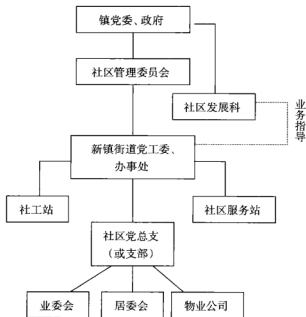 镇党委、政府
社区管理委员会
社区发展科
业务指导
新镇街道党工委、
办事处
社工站
社区服务站
社区党总支
(或支部)
业委会
居委会
物业公司